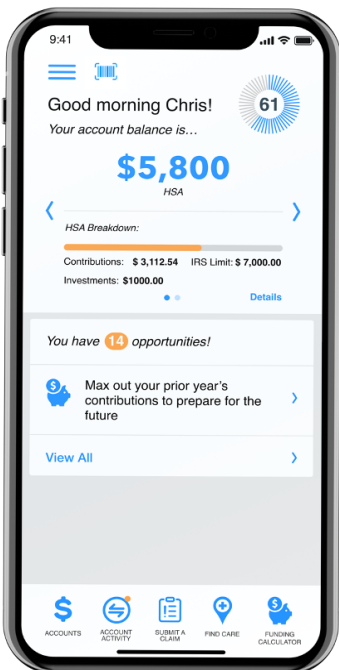 9:41
Good morning Chris!
61
Your account balance is...
$5,800
HSA
HSA Breakdown:
Contributions: $ 3,112.54 IRS Limit: $ 7,000.00
Investments: $1000.00
Details
You have 14 opportunities!
$
Max out your prior year's
contributions to prepare for the
future
View All
$
$
ACCOUNTS
ACCOUNT
ACTIVITY
SUBMIT A
CLAIM
FIND CARE
FUNDING
CALCULATOR